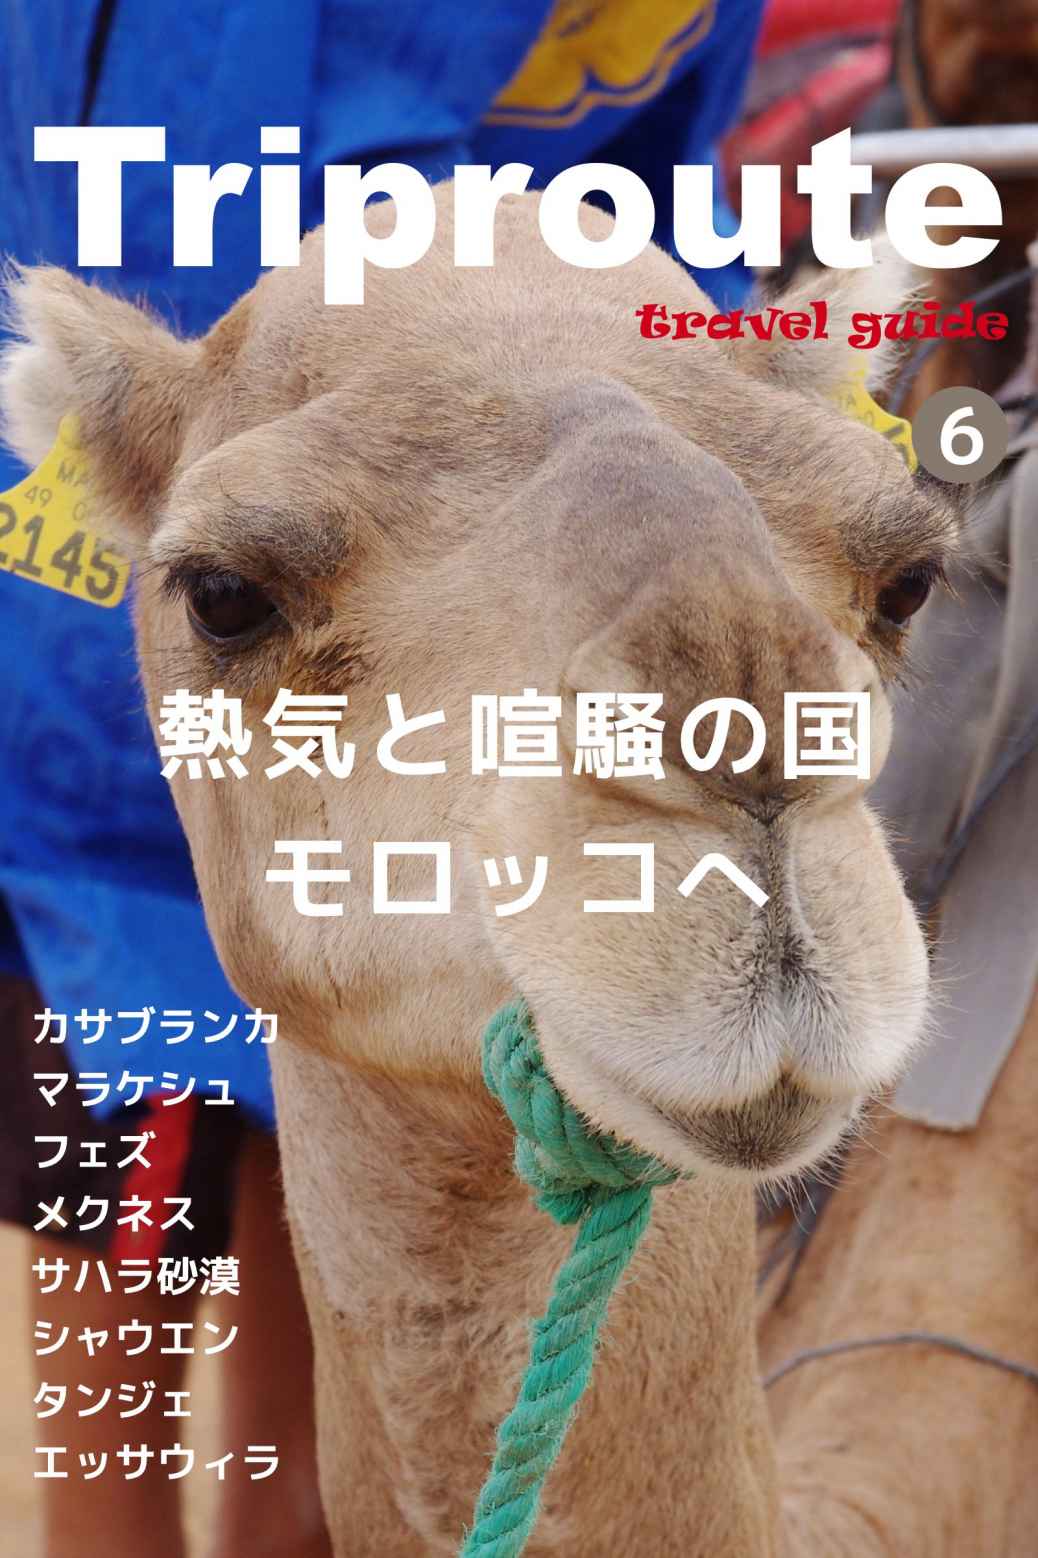 Triproute
travel guide
6
49
2145
熱気と喧騒の国
モロッコへ
カサブランカ
マラケシュ
フェズ
メクネス
サハラ砂漠
シャウエン
タンジェ
エッサウィラ